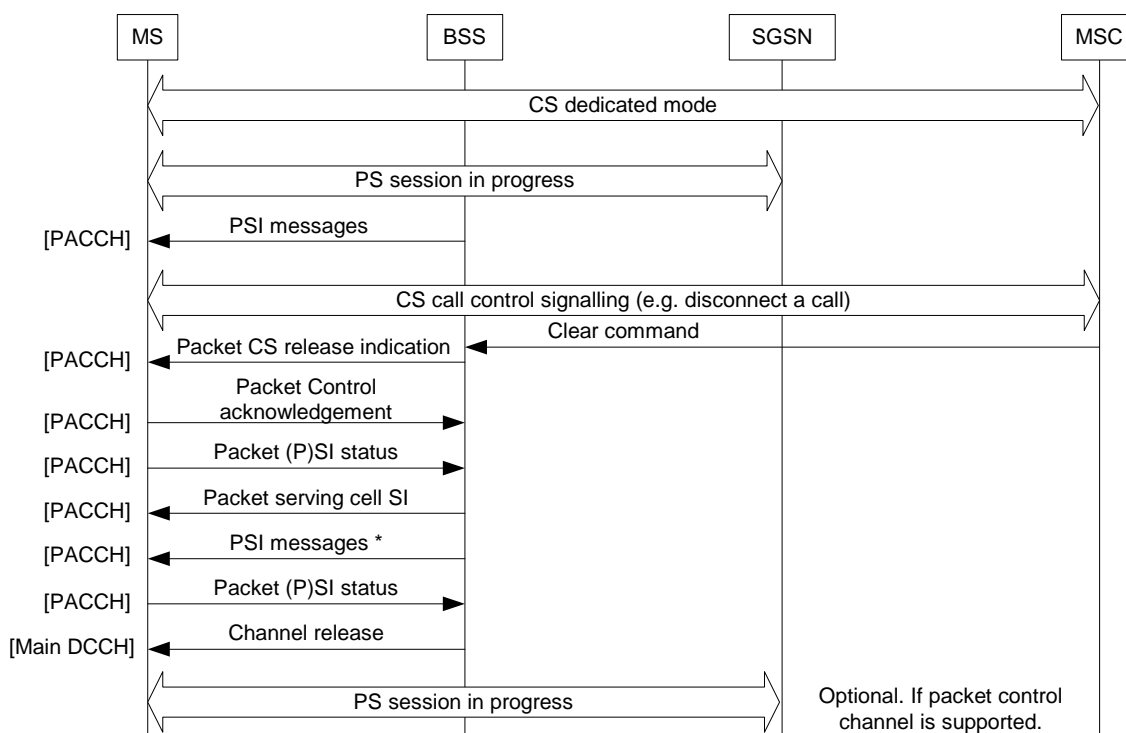 MS
BSS
SGSN
MSC
CS dedicated mode
PS session in progress
PSI messages
[PACCH]
CS call control signalling (e.g. disconnect a call)
Clear command
Packet CS release indication
[PACCH]
Packet Control
acknowledgement
[PACCH]
Packet (P)SI status
[PACCH]
Packet serving cell SI
[PACCH]
PSI messages *
[PACCH]
Packet (P)SI status
[PACCH]
Channel release
[Main DCCH]
PS session in progress
Optional. If packet control
channel is supported.